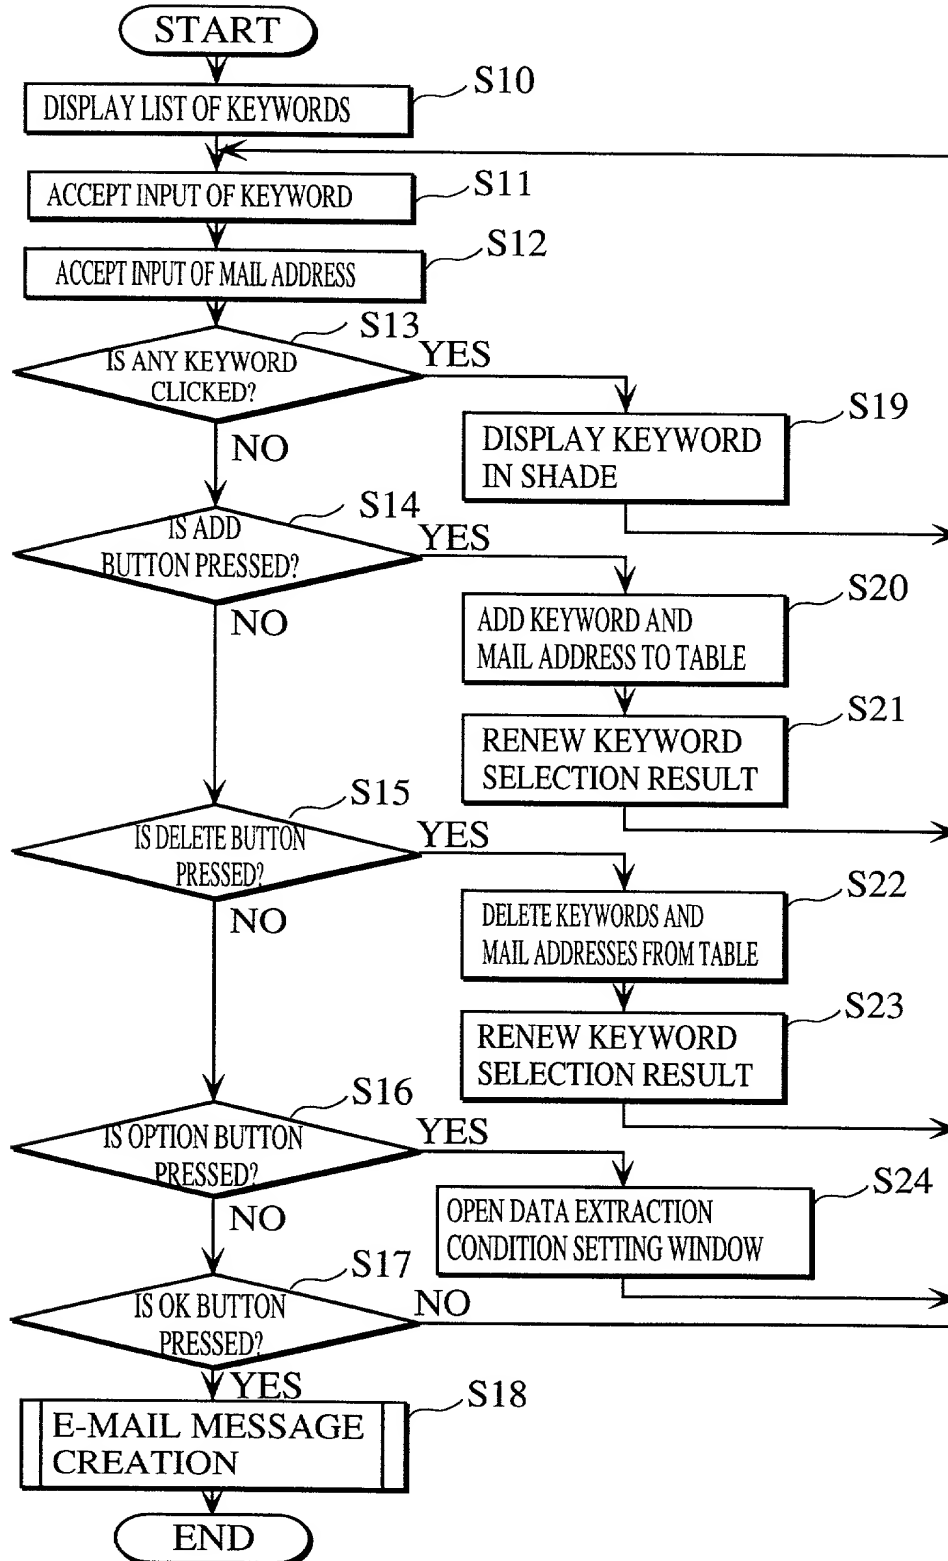 START
S10
DISPLAY LIST OF KEYWORDS
S11
ACCEPT INPUT OF KEYWORD
S12
ACCEPT INPUT OF MAIL ADDRESS
S13
IS ANY KEYWORD
CLICKED?
YES
NO
S19
DISPLAY KEYWORD
IN SHADE
S14
IS ADD
BUTTON PRESSED?
YES
NO
S20
ADD KEYWORD AND
MAIL ADDRESS TO TABLE
S21
RENEW KEYWORD
SELECTION RESULT
S15
IS DELETE BUTTON
PRESSED?
YES
NO
S22
DELETE KEYWORDS AND
MAIL ADDRESSES FROM TABLE
S23
RENEW KEYWORD
SELECTION RESULT
S16
IS OPTION BUTTON
PRESSED?
YES
NO
S24
OPEN DATA EXTRACTION
CONDITION SETTING WINDOW
S17
IS OK BUTTON
PRESSED?
NO
YES
S18
E-MAIL MESSAGE
CREATION
END